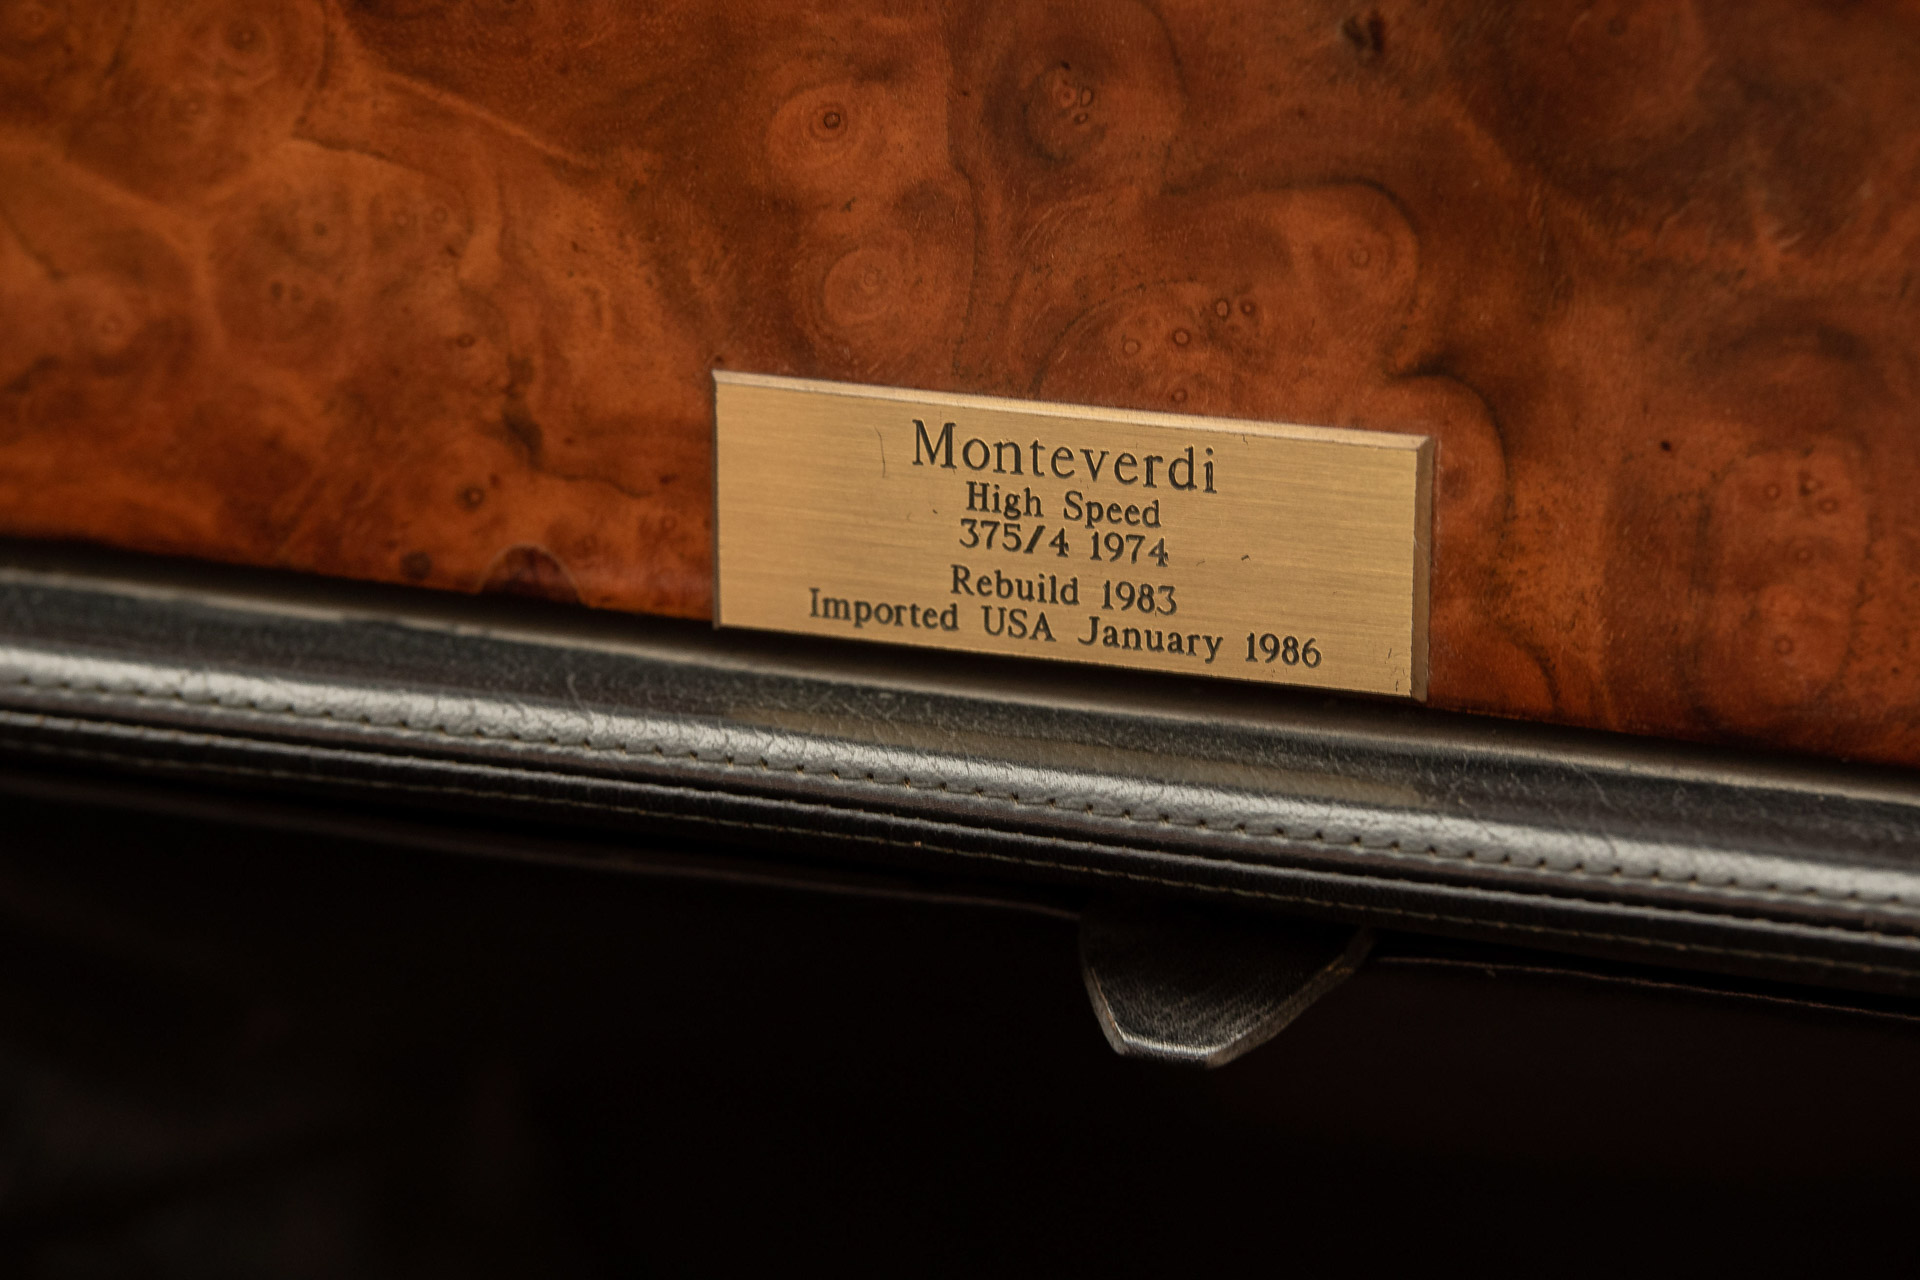 Monteverdi
High Speed
375/4 1974
Rebuild 1983
Imported USA January 1986